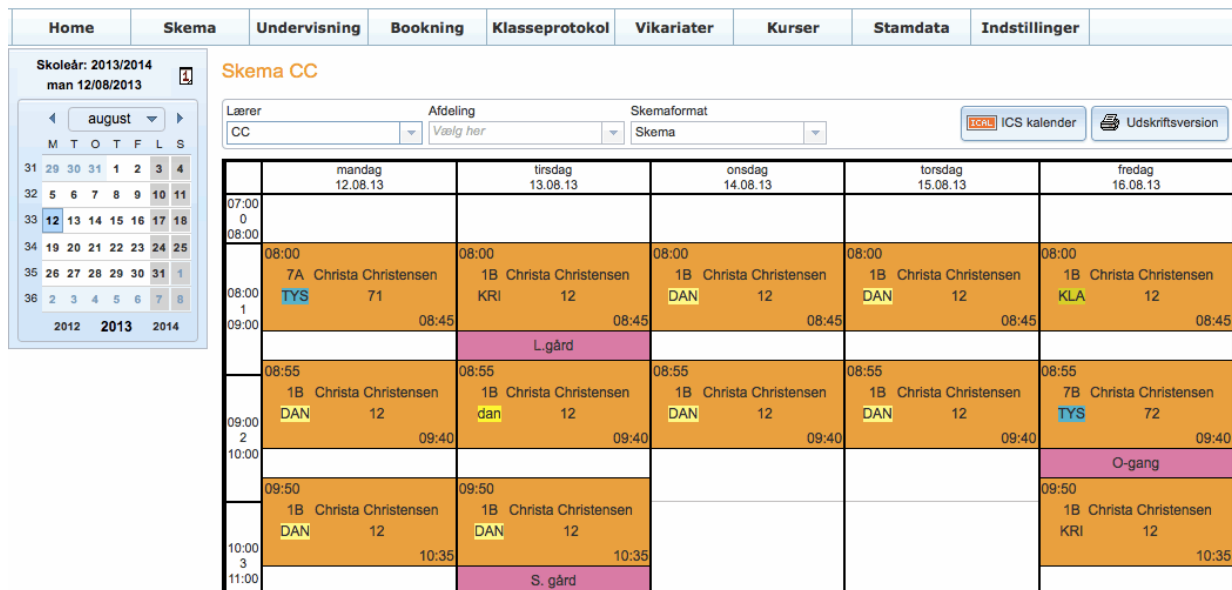 Home Skema Undervisning Bookning Klasseprotokol Vikariater Kurser Stamdata Indstillinger
Skoleår: 2013/2014
man 12/08/2013
1
august
M T O T F L S
31 29 30 31 1 2 3 4
32 5 6 7 8 9 10 11
33 12 13 14 15 16 17 18
34 19 20 21 22 23 24 25
35 26 27 28 29 30 31 1
36 2 3 4 5 6 7 8
2012 2013 2014
Skema CC
Lærer Afdeling Skemaformat
CC Vælg her Skema
ICAL ICS kalender Udskriftsversion
mandag tirsdag onsdag torsdag fredag
12.08.13 13.08.13 14.08.13 15.08.13 16.08.13
07:00
0
08:00
08:00 08:00 08:00 08:00 08:00
7A Christa Christensen 1B Christa Christensen 1B Christa Christensen 1B Christa Christensen 1B Christa Christensen
08:00 TYS 71 KRI 12 DAN 12 DAN 12 KLA 12
1
09:00 08:45 08:45 08:45 08:45 08:45
L.gård
08:55 08:55 08:55 08:55 08:55
1B Christa Christensen 1B Christa Christensen 1B Christa Christensen 1B Christa Christensen 7B Christa Christensen
DAN 12 dan 12 DAN 12 DAN 12 TYS 72
09:00
2 09:40 09:40 09:40 09:40 09:40
10:00
O-gang
09:50 09:50 09:50
1B Christa Christensen 1B Christa Christensen 1B Christa Christensen
DAN 12 DAN 12 KRI 12
10:00
3 10:35 10:35 10:35
11:00 S. gård